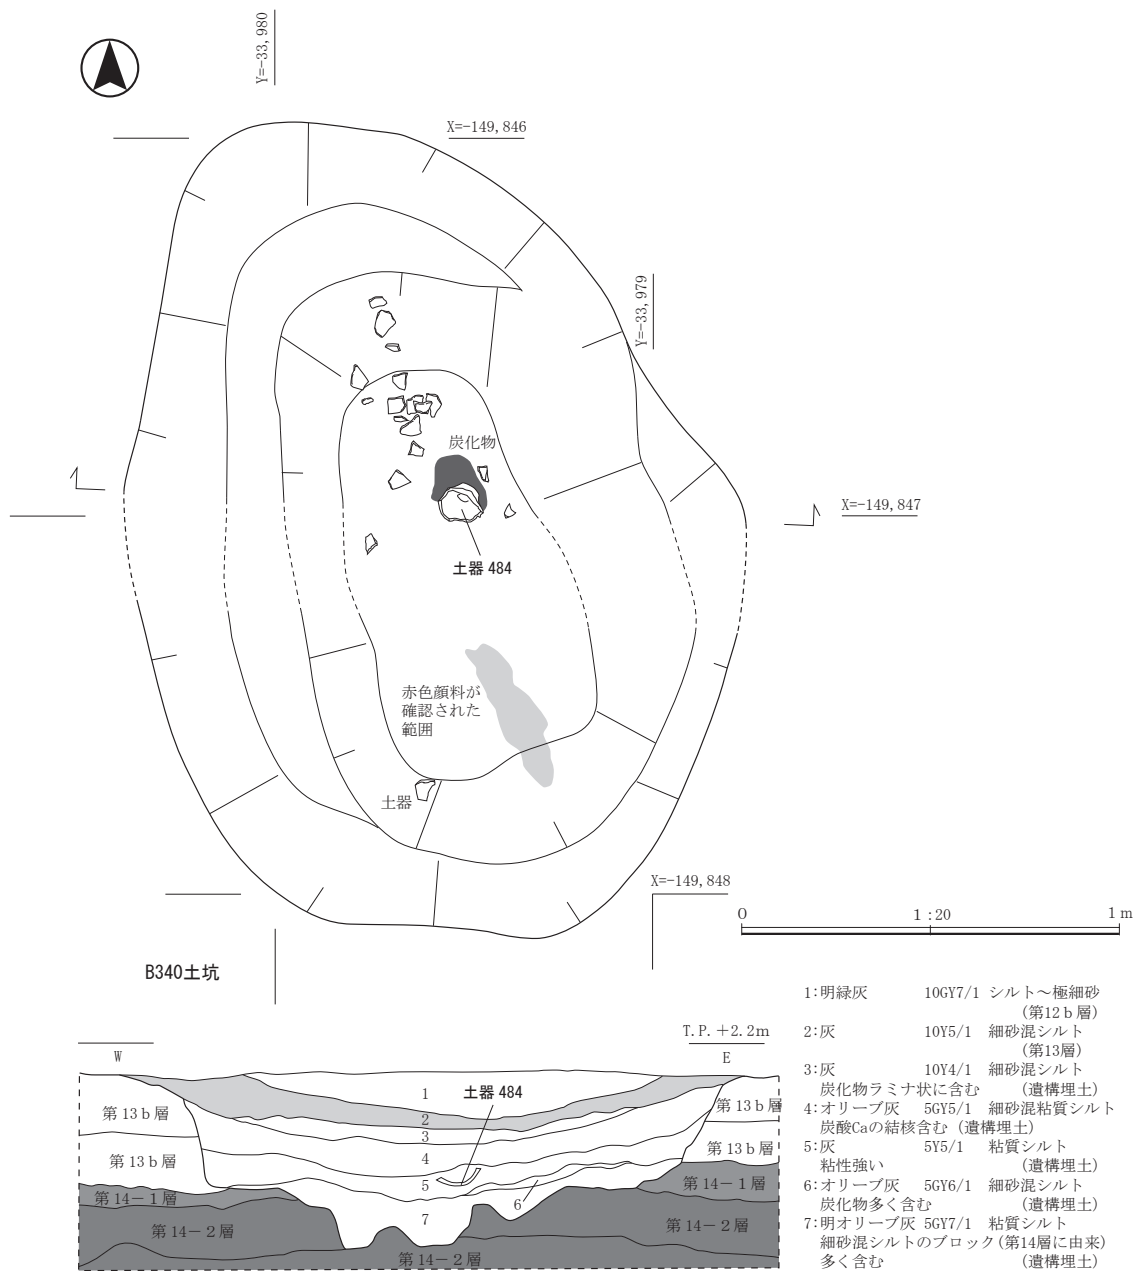 Y=-33,980
X=-149,846
Y=-33,979
炭化物
X=-149,847
土器 484
赤色顔料が
確認された
範囲
土器
X=-149,848
0 1:20 1m
B340土坑
T.P.+2.2m
W
E
1
土器 484
2
3
4
5
6
7
第13b層
第13b層
第13b層
第13b層
第14-1層
第14-1層
第14-2層
第14-2層
第14-2層
1:明緑灰 10GY7/1 シルト～極細砂
(第12b層)
2:灰 10Y5/1 細砂混シルト
(第13層)
3:灰 10Y4/1 細砂混シルト
炭化物ラミナ状に含む (遺構埋土)
4:オリーブ灰 5GY5/1 細砂混粘質シルト
炭酸Caの結核含む (遺構埋土)
5:灰 5Y5/1 粘質シルト
粘性強い (遺構埋土)
6:オリーブ灰 5GY6/1 細砂混シルト
炭化物多く含む (遺構埋土)
7:明オリーブ灰 5GY7/1 粘質シルト
細砂混シルトのブロック(第14層に由来)
多く含む (遺構埋土)